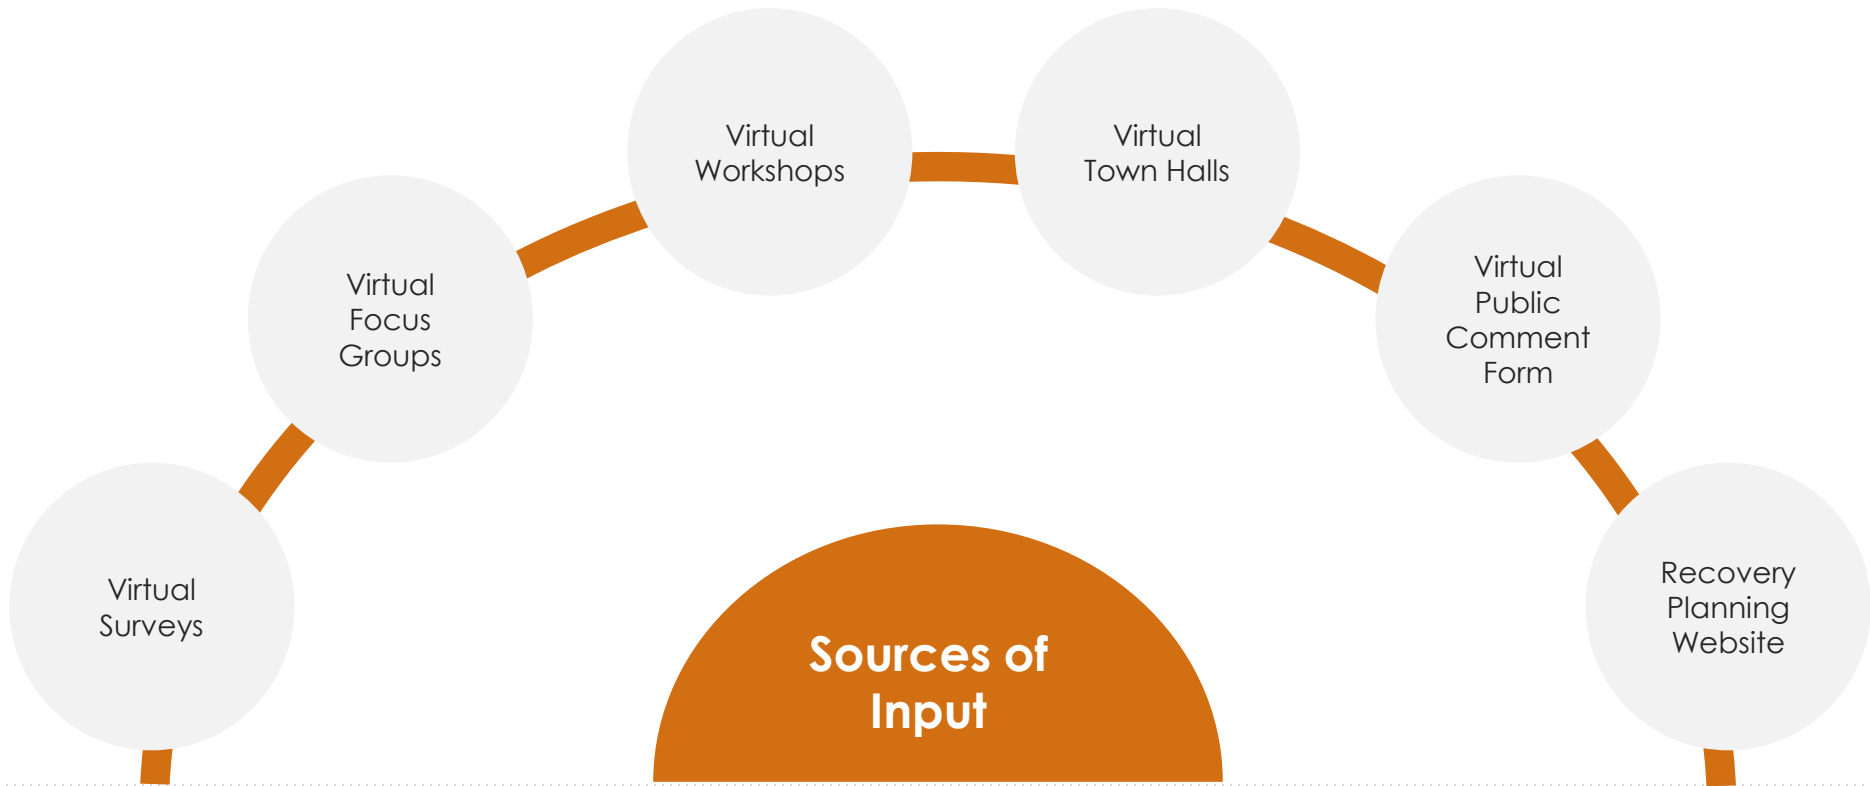 Virtual
Surveys
Virtual
Focus
Groups
Virtual
Workshops
Virtual
Town Halls
Virtual
Public
Comment
Form
Recovery
Planning
Website
Sources of
Input